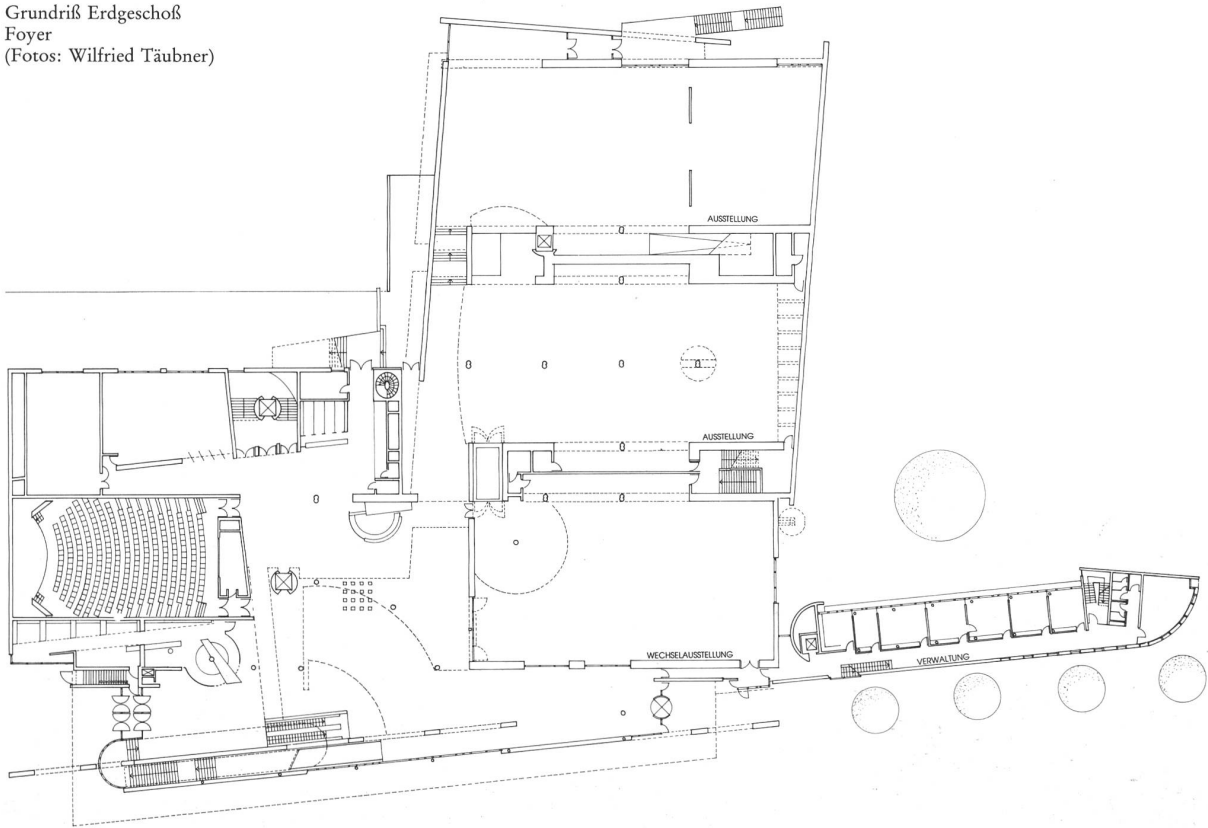 Grundriß Erdgeschoß
Foyer
(Fotos: Wilfried Täubner)
AUSSTELLUNG
AUSSTELLUNG
WECHSELAUSSTELLUNG
VERWALTUNG